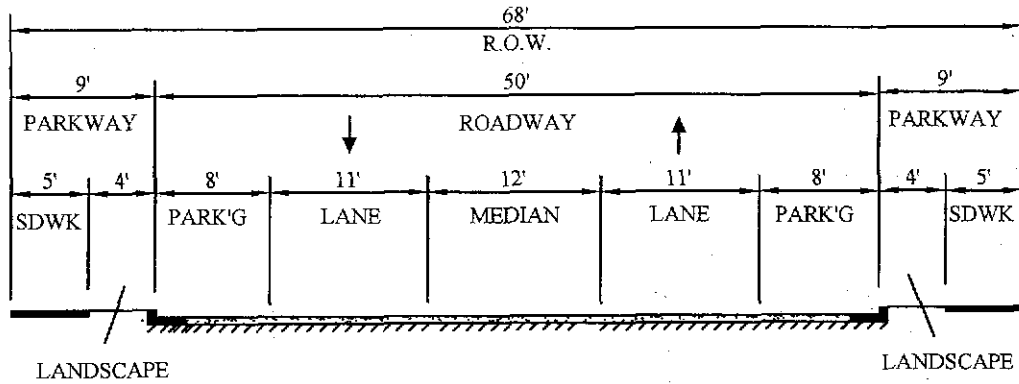 68'
R.O.W.
9' 50' 9'
PARKWAY ROADWAY PARKWAY
5' 4' 8' 11' 12' 11' 8' 4' 5'
SDWK PARK'G LANE MEDIAN LANE PARK'G SDWK
LANDSCAPE LANDSCAPE